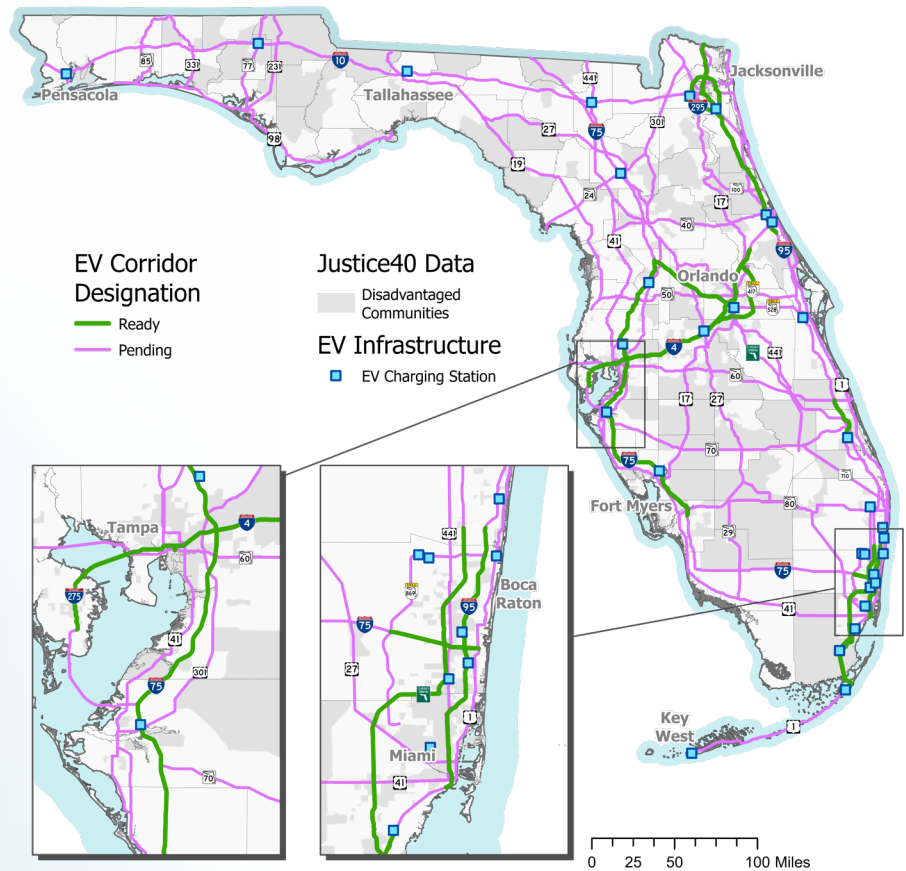 85
331
77
231
10
Pensacola
Tallahassee
98
441
Jacksonville
295
75
301
27
19
24
17
100
41
40
95
EV Corridor
Designation
Ready
Pending
Justice40 Data
Disadvantaged
Communities
EV Infrastructure
EV Charging Station
Orlando
50
417
528
4
441
60
1
17
27
70
75
710
Fort Myers
80
29
75
41
Key
West
1
Tampa
4
60
275
41
301
75
70
441
869
Boca
Raton
95
75
27
1
Miami
41
0 25 50 100 Miles